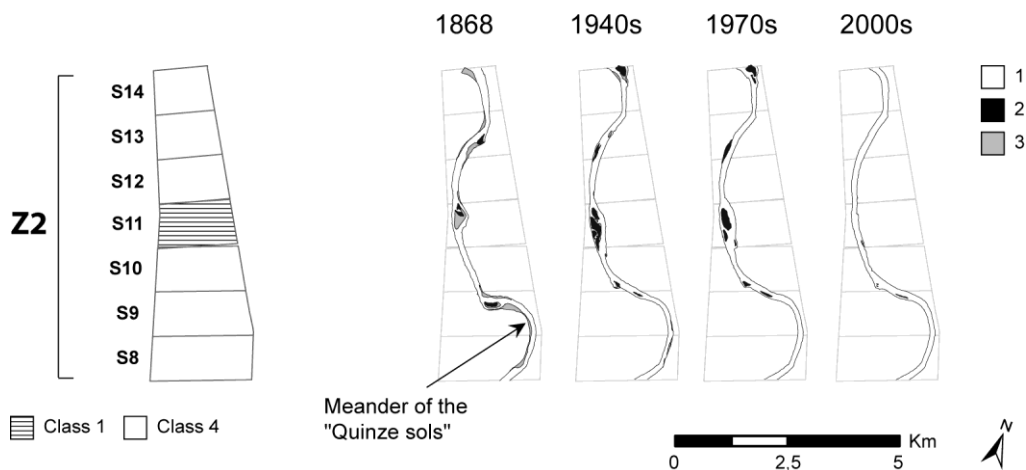 1868
1940s
1970s
2000s
S14
S13
S12
Z2
S11
S10
S9
S8
1
2
3
Class 1
Class 4
Meander of the
"Quinze sols"
Km
0
2,5
5
N